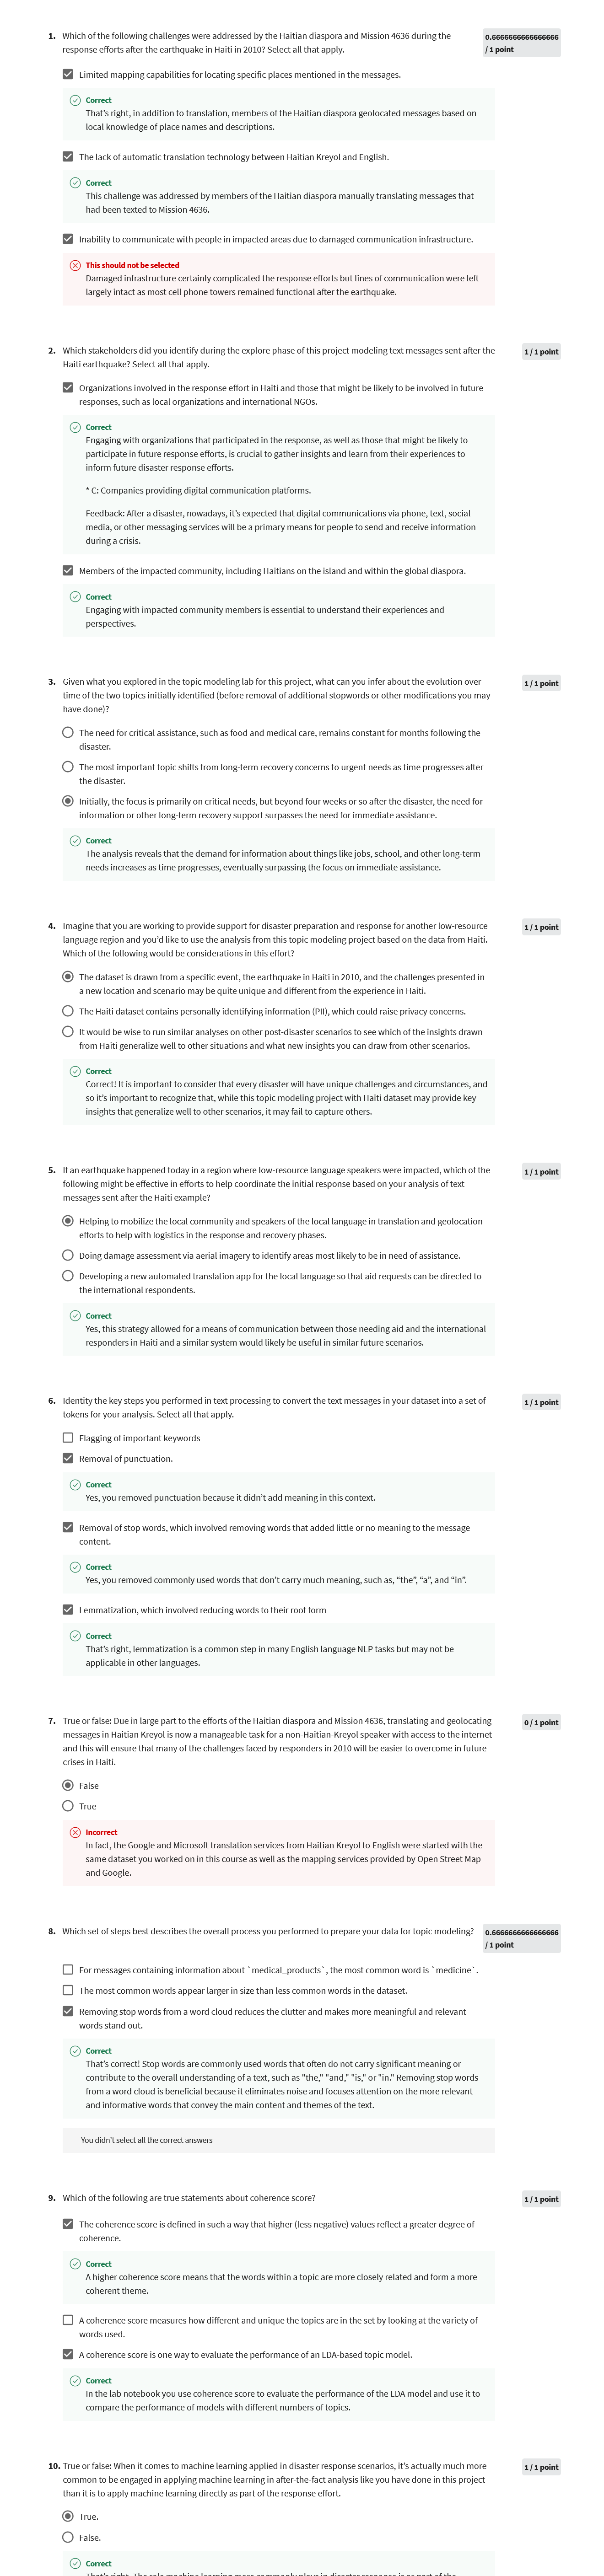 1. Which of the following challenges were addressed by the Haitian diaspora and Mission 4636 during the
response efforts after the earthquake in Haiti in 2010? Select all that apply.
0.6666666666666666
/ 1 point
Limited mapping capabilities for locating specific places mentioned in the messages.
Correct
That's right, in addition to translation, members of the Haitian diaspora geolocated messages based on
local knowledge of place names and descriptions.
The lack of automatic translation technology between Haitian Kreyol and English.
Correct
This challenge was addressed by members of the Haitian diaspora manually translating messages that
had been texted to Mission 4636.
Inability to communicate with people in impacted areas due to damaged communication infrastructure.
This should not be selected
Damaged infrastructure certainly complicated the response efforts but lines of communication were left
largely intact as most cell phone towers remained functional after the earthquake.
2. Which stakeholders did you identify during the explore phase of this project modeling text messages sent after the
Haiti earthquake? Select all that apply.
1 / 1 point
Organizations involved in the response effort in Haiti and those that might be likely to be involved in future
responses, such as local organizations and international NGOs.
Correct
Engaging with organizations that participated in the response, as well as those that might be likely to
participate in future response efforts, is crucial to gather insights and learn from their experiences to
inform future disaster response efforts.
* C: Companies providing digital communication platforms.
Feedback: After a disaster, nowadays, it's expected that digital communications via phone, text, social
media, or other messaging services will be a primary means for people to send and receive information
during a crisis.
Members of the impacted community, including Haitians on the island and within the global diaspora.
Correct
Engaging with impacted community members is essential to understand their experiences and
perspectives.
3. Given what you explored in the topic modeling lab for this project, what can you infer about the evolution over
time of the two topics initially identified (before removal of additional stopwords or other modifications you may
have done)?
1 / 1 point
The need for critical assistance, such as food and medical care, remains constant for months following the
disaster.
The most important topic shifts from long-term recovery concerns to urgent needs as time progresses after
the disaster.
Initially, the focus is primarily on critical needs, but beyond four weeks or so after the disaster, the need for
information or other long-term recovery support surpasses the need for immediate assistance.
Correct
The analysis reveals that the demand for information about things like jobs, school, and other long-term
needs increases as time progresses, eventually surpassing the focus on immediate assistance.
4. Imagine that you are working to provide support for disaster preparation and response for another low-resource
language region and you'd like to use the analysis from this topic modeling project based on the data from Haiti.
Which of the following would be considerations in this effort?
1 / 1 point
The dataset is drawn from a specific event, the earthquake in Haiti in 2010, and the challenges presented in
a new location and scenario may be quite unique and different from the experience in Haiti.
The Haiti dataset contains personally identifying information (PII), which could raise privacy concerns.
It would be wise to run similar analyses on other post-disaster scenarios to see which of the insights drawn
from Haiti generalize well to other situations and what new insights you can draw from other scenarios.
Correct
Correct! It is important to consider that every disaster will have unique challenges and circumstances, and
so it's important to recognize that, while this topic modeling project with Haiti dataset may provide key
insights that generalize well to other scenarios, it may fail to capture others.
5. If an earthquake happened today in a region where low-resource language speakers were impacted, which of the
following might be effective in efforts to help coordinate the initial response based on your analysis of text
messages sent after the Haiti example?
1 / 1 point
Helping to mobilize the local community and speakers of the local language in translation and geolocation
efforts to help with logistics in the response and recovery phases.
Doing damage assessment via aerial imagery to identify areas most likely to be in need of assistance.
Developing a new automated translation app for the local language so that aid requests can be directed to
the international respondents.
Correct
Yes, this strategy allowed for a means of communication between those needing aid and the international
responders in Haiti and a similar system would likely be useful in similar future scenarios.
6. Identity the key steps you performed in text processing to convert the text messages in your dataset into a set of
tokens for your analysis. Select all that apply.
1 / 1 point
Flagging of important keywords
Removal of punctuation.
Correct
Yes, you removed punctuation because it didn't add meaning in this context.
Removal of stop words, which involved removing words that added little or no meaning to the message
content.
Correct
Yes, you removed commonly used words that don't carry much meaning, such as, “the”, “a”, and “in”.
Lemmatization, which involved reducing words to their root form
Correct
That's right, lemmatization is a common step in many English language NLP tasks but may not be
applicable in other languages.
7. True or false: Due in large part to the efforts of the Haitian diaspora and Mission 4636, translating and geolocating
messages in Haitian Kreyol is now a manageable task for a non-Haitian-Kreyol speaker with access to the internet
and this will ensure that many of the challenges faced by responders in 2010 will be easier to overcome in future
crises in Haiti.
0 / 1 point
False
True
Incorrect
In fact, the Google and Microsoft translation services from Haitian Kreyol to English were started with the
same dataset you worked on in this course as well as the mapping services provided by Open Street Map
and Google.
8. Which set of steps best describes the overall process you performed to prepare your data for topic modeling?
0.6666666666666666
/ 1 point
For messages containing information about `medical_products`, the most common word is `medicine`.
The most common words appear larger in size than less common words in the dataset.
Removing stop words from a word cloud reduces the clutter and makes more meaningful and relevant
words stand out.
Correct
That's correct! Stop words are commonly used words that often do not carry significant meaning or
contribute to the overall understanding of a text, such as "the," "and," "is," or "in." Removing stop words
from a word cloud is beneficial because it eliminates noise and focuses attention on the more relevant
and informative words that convey the main content and themes of the text.
You didn't select all the correct answers
9. Which of the following are true statements about coherence score?
1 / 1 point
The coherence score is defined in such a way that higher (less negative) values reflect a greater degree of
coherence.
Correct
A higher coherence score means that the words within a topic are more closely related and form a more
coherent theme.
A coherence score measures how different and unique the topics are in the set by looking at the variety of
words used.
A coherence score is one way to evaluate the performance of an LDA-based topic model.
Correct
In the lab notebook you use coherence score to evaluate the performance of the LDA model and use it to
compare the performance of models with different numbers of topics.
10. True or false: When it comes to machine learning applied in disaster response scenarios, it's actually much more
common to be engaged in applying machine learning in after-the-fact analysis like you have done in this project
than it is to apply machine learning directly as part of the response effort.
1 / 1 point
True.
False.
Correct